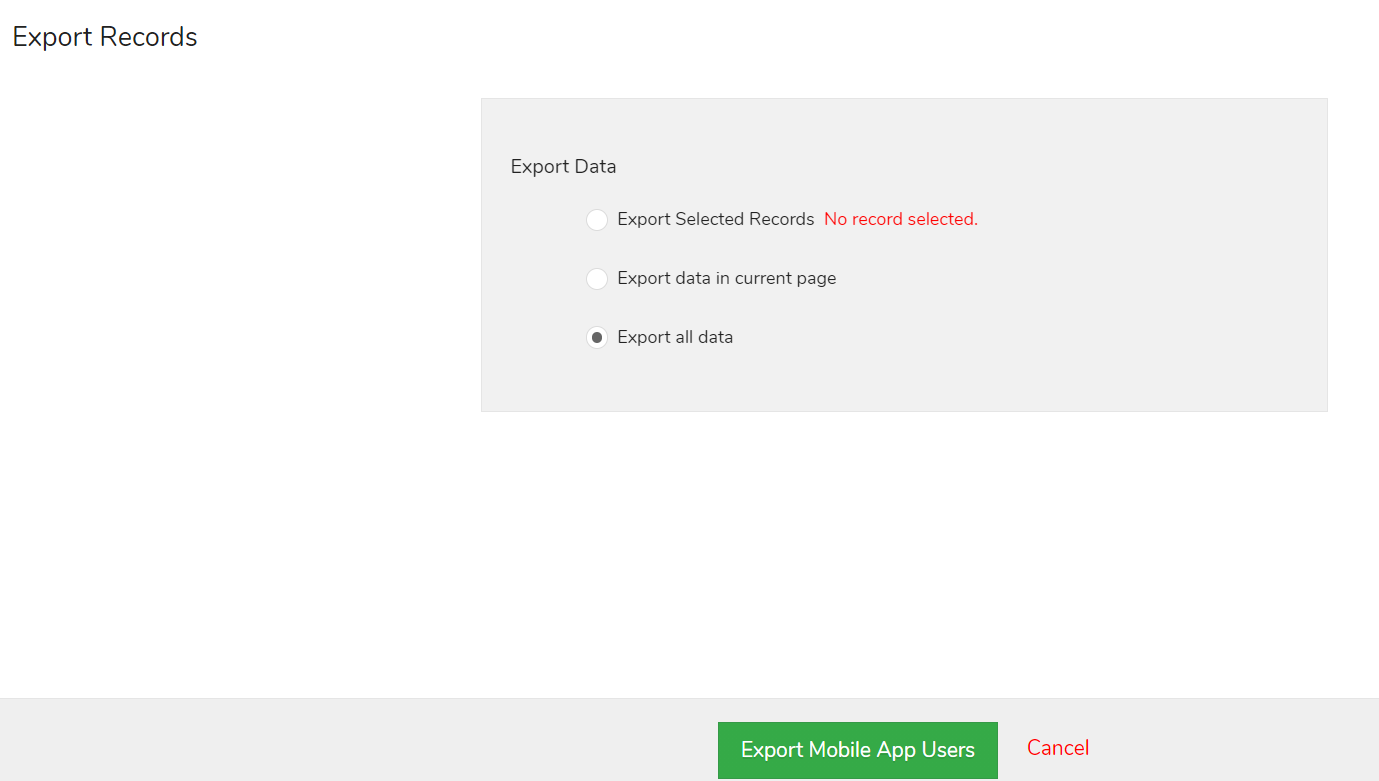 Export Records
Export Data
Export Selected Records No record selected.
Export data in current page
Export all data
Export Mobile App Users Cancel